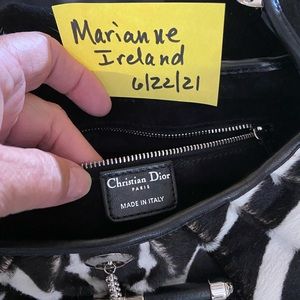 Marianne
Ireland
6/22/21
Christian Dior
PARIS
MADE IN ITALY